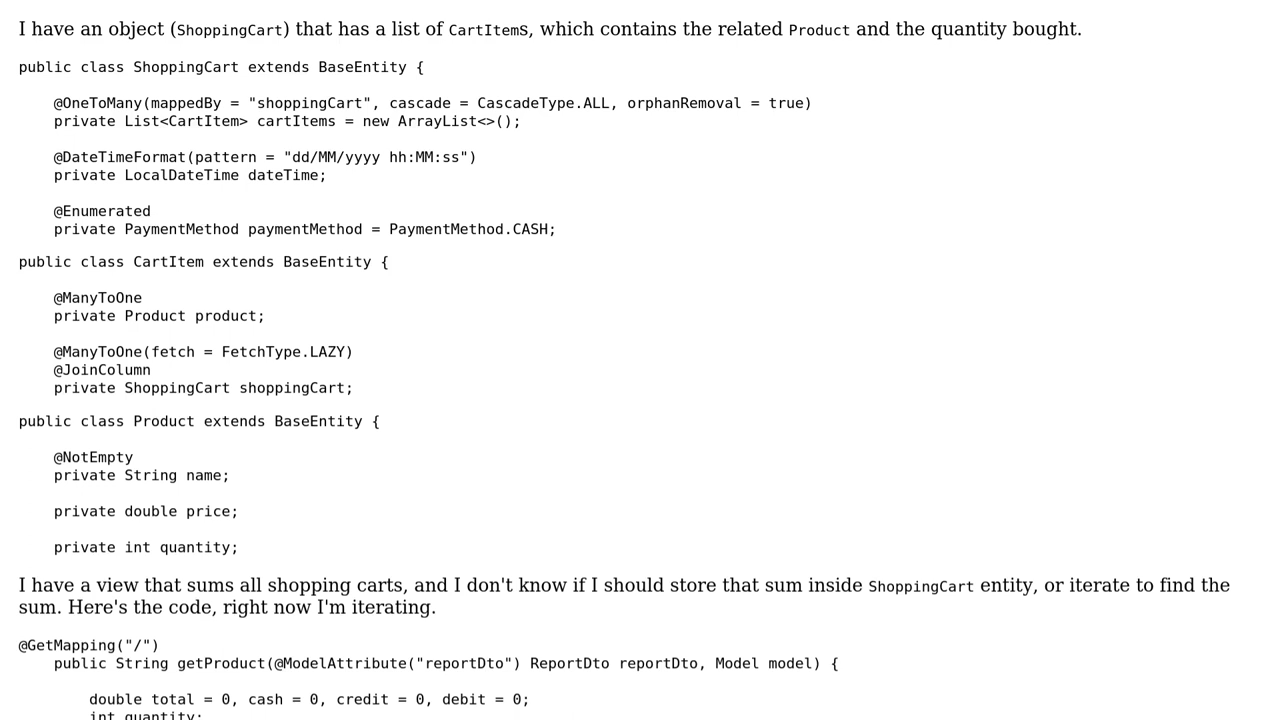 I have an object (ShoppingCart) that has a list of CartItems, which contains the related Product and the quantity bought.
public class ShoppingCart extends BaseEntity {
    @OneToMany(mappedBy = "shoppingCart", cascade = CascadeType.ALL, orphanRemoval = true)
    private List<CartItem> cartItems = new ArrayList<>();
    @DateTimeFormat(pattern = "dd/MM/yyyy hh:MM:ss")
    private LocalDateTime dateTime;
    @Enumerated
    private PaymentMethod paymentMethod = PaymentMethod.CASH;
public class CartItem extends BaseEntity {
    @ManyToOne
    private Product product;
    @ManyToOne(fetch = FetchType.LAZY)
    @JoinColumn
    private ShoppingCart shoppingCart;
public class Product extends BaseEntity {
    @NotEmpty
    private String name;
    private double price;
    private int quantity;
I have a view that sums all shopping carts, and I don't know if I should store that sum inside ShoppingCart entity, or iterate to find the
sum. Here's the code, right now I'm iterating.
@GetMapping("/")
    public String getProduct(@ModelAttribute("reportDto") ReportDto reportDto, Model model) {
        double total = 0, cash = 0, credit = 0, debit = 0;
        int quantity;